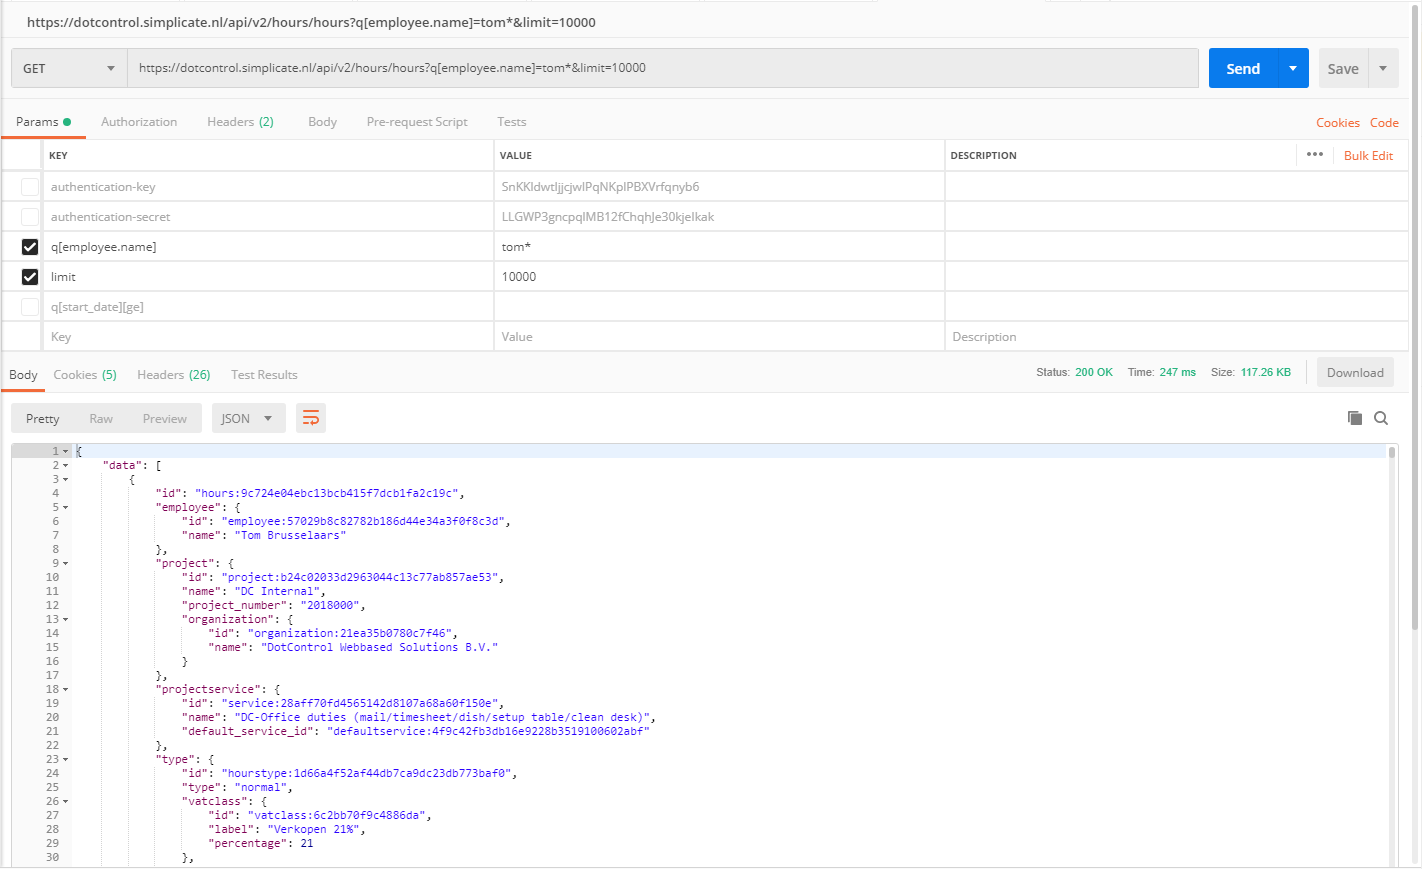 https://dotcontrol.simplicate.nl/api/v2/hours/hours?q[employee.name]=tom*&limit=10000
GET https://dotcontrol.simplicate.nl/api/v2/hours/hours?q[employee.name]=tom*&limit=10000 Send Save
Params Authorization Headers (2) Body Pre-request Script Tests Cookies Code
KEY VALUE DESCRIPTION ••• Bulk Edit
authentication-key
authentication-secret
q[employee.name] tom*
limit 10000
q[start_date][ge]
Key Value Description
Body Cookies (5) Headers (26) Test Results Status: 200 OK Time: 247 ms Size: 117.26 KB Download
Pretty Raw Preview JSON
1 {
2 "data": [
3 {
4 "id": "hours:9c724e04ebc13bcb415f7dcb1fa2c19c",
5 "employee": {
6 "id": "employee:57029b8c82782b186d44e34a3f0f8c3d",
7 "name": "Tom Brusselaars"
8 },
9 "project": {
10 "id": "project:b24c02033d2963044c13c77ab857ae53",
11 "name": "DC Internal",
12 "project_number": "2018000",
13 "organization": {
14 "id": "organization:21ea35b0780c7f46",
15 "name": "DotControl Webbased Solutions B.V."
16 }
17 },
18 "projectservice": {
19 "id": "service:28aff70fd4565142d8107a68a60f150e",
20 "name": "DC-Office duties (mail/timesheet/dish/setup table/clean desk)",
21 "default_service_id": "defaultservice:4f9c42fb3db16e9228b3519100602abf"
22 },
23 "type": {
24 "id": "hourstype:1d66a4f52af44db7ca9dc23db773baf0",
25 "type": "normal",
26 "vatclass": {
27 "id": "vatclass:6c2bb70f9c4886da",
28 "label": "Verkopen 21%",
29 "percentage": 21
30 },